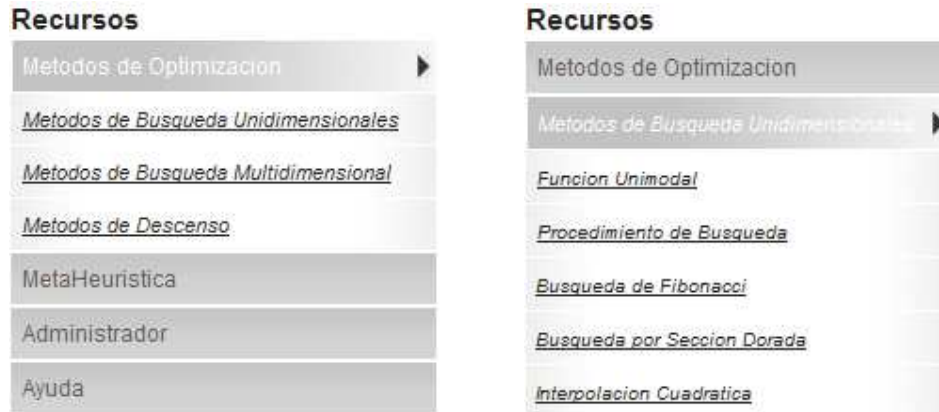 Recursos
Metodos de Optimizacion
Metodos de Busqueda Unidimensionales
Metodos de Busqueda Multidimensional
Metodos de Descenso
MetaHeuristica
Administrador
Ayuda
Recursos
Metodos de Optimizacion
Metodos de Busqueda Unidimensionales
Funcion Unimodal
Procedimiento de Busqueda
Busqueda de Fibonacci
Busqueda por Seccion Dorada
Interpolacion Cuadratica